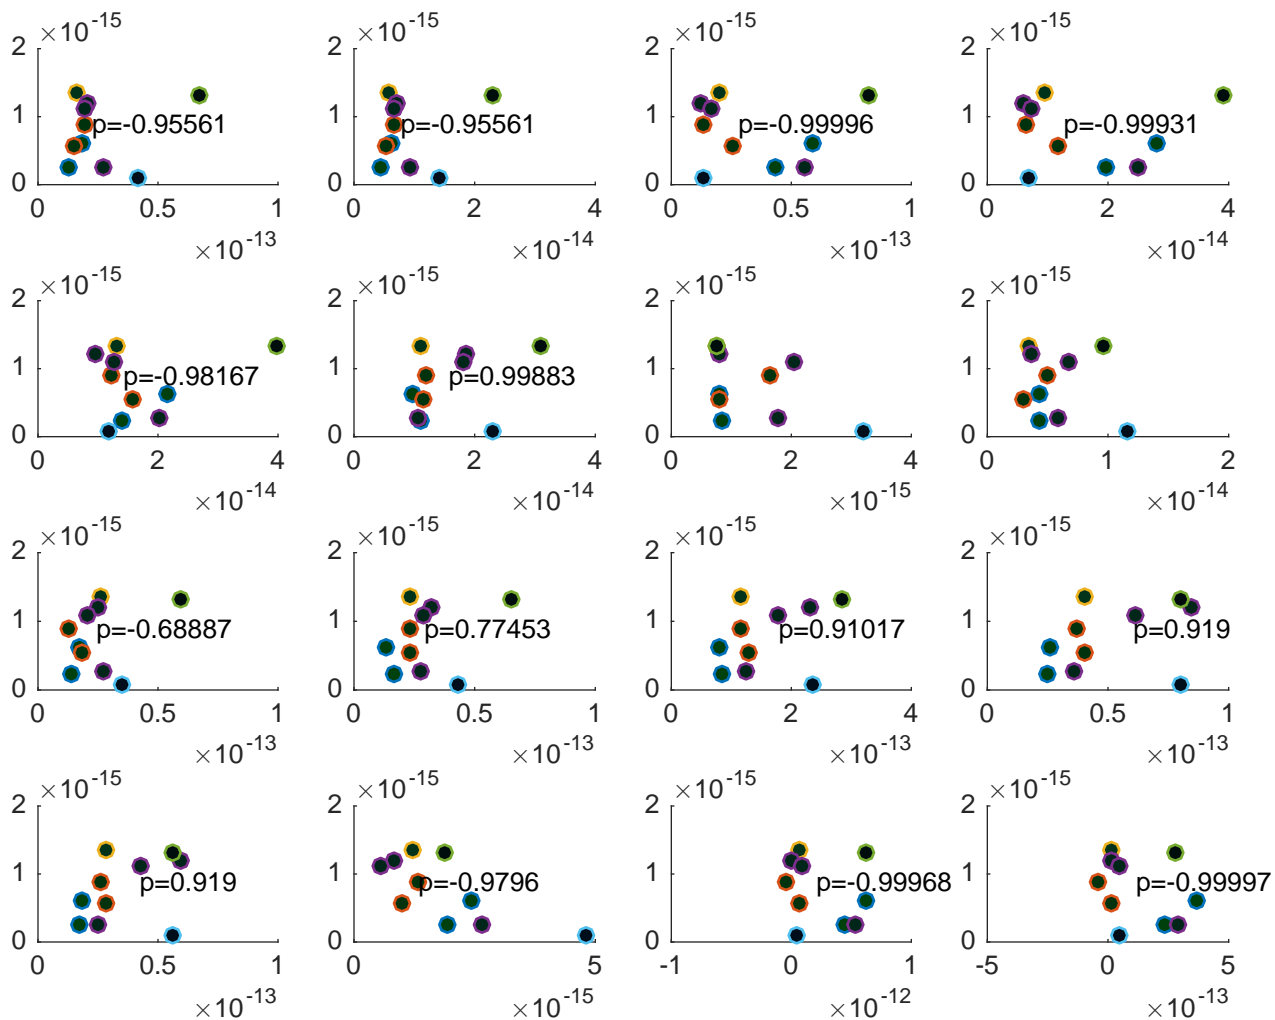 ×10-15 ×10-15 ×10-15 ×10-15
2 2 2 2
1 1 1 1
p=-0.95561 p=-0.95561 p=-0.99996 p=-0.99931
0 0 0 0
0 0.5 1 0 2 4 0 0.5 1 0 2 4
×10-13 ×10-14 ×10-13 ×10-14
×10-15 ×10-15 ×10-15 ×10-15
2 2 2 2
1 1 1 1
p=-0.98167 p=0.99883
0 0 0 0
0 2 4 0 2 4 0 2 4 0 1 2
×10-14 ×10-14 ×10-15 ×10-14
×10-15 ×10-15 ×10-15 ×10-15
2 2 2 2
1 1 1 1
p=-0.68887 p=0.77453 p=0.91017 p=0.919
0 0 0 0
0 0.5 1 0 0.5 1 0 2 4 0 0.5 1
×10-13 ×10-13 ×10-13 ×10-13
×10-15 ×10-15 ×10-15 ×10-15
2 2 2 2
1 1 1 1
p=0.919 p=-0.9796 p=-0.99968 p=-0.99997
0 0 0 0
0 0.5 1 0 5 -1 0 1 -5 0 5
×10-13 ×10-15 ×10-12 ×10-13